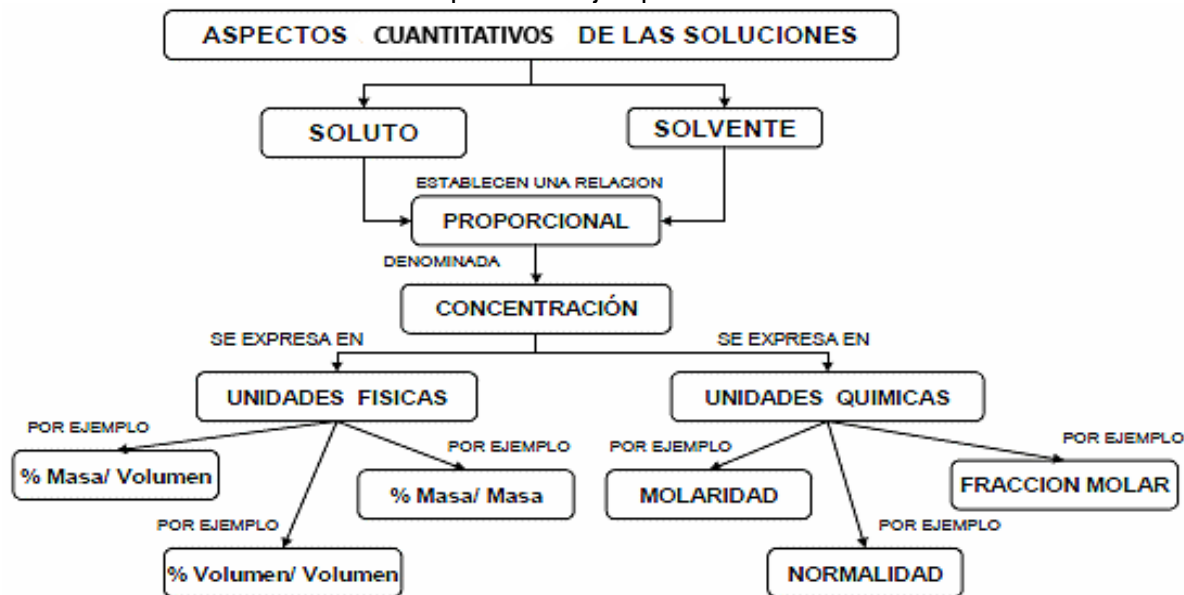 ASPECTOS CUANTITATIVOS DE LAS SOLUCIONES
SOLUTO
SOLVENTE
ESTABLECEN UNA RELACION
PROPORCIONAL
DENOMINADA
CONCENTRACIÓN
SE EXPRESA EN
SE EXPRESA EN
UNIDADES FISICAS
UNIDADES QUIMICAS
POR EJEMPLO
POR EJEMPLO
POR EJEMPLO
POR EJEMPLO
% Masa/ Volumen
% Masa/ Masa
MOLARIDAD
FRACCION MOLAR
POR EJEMPLO
POR EJEMPLO
% Volumen/ Volumen
NORMALIDAD